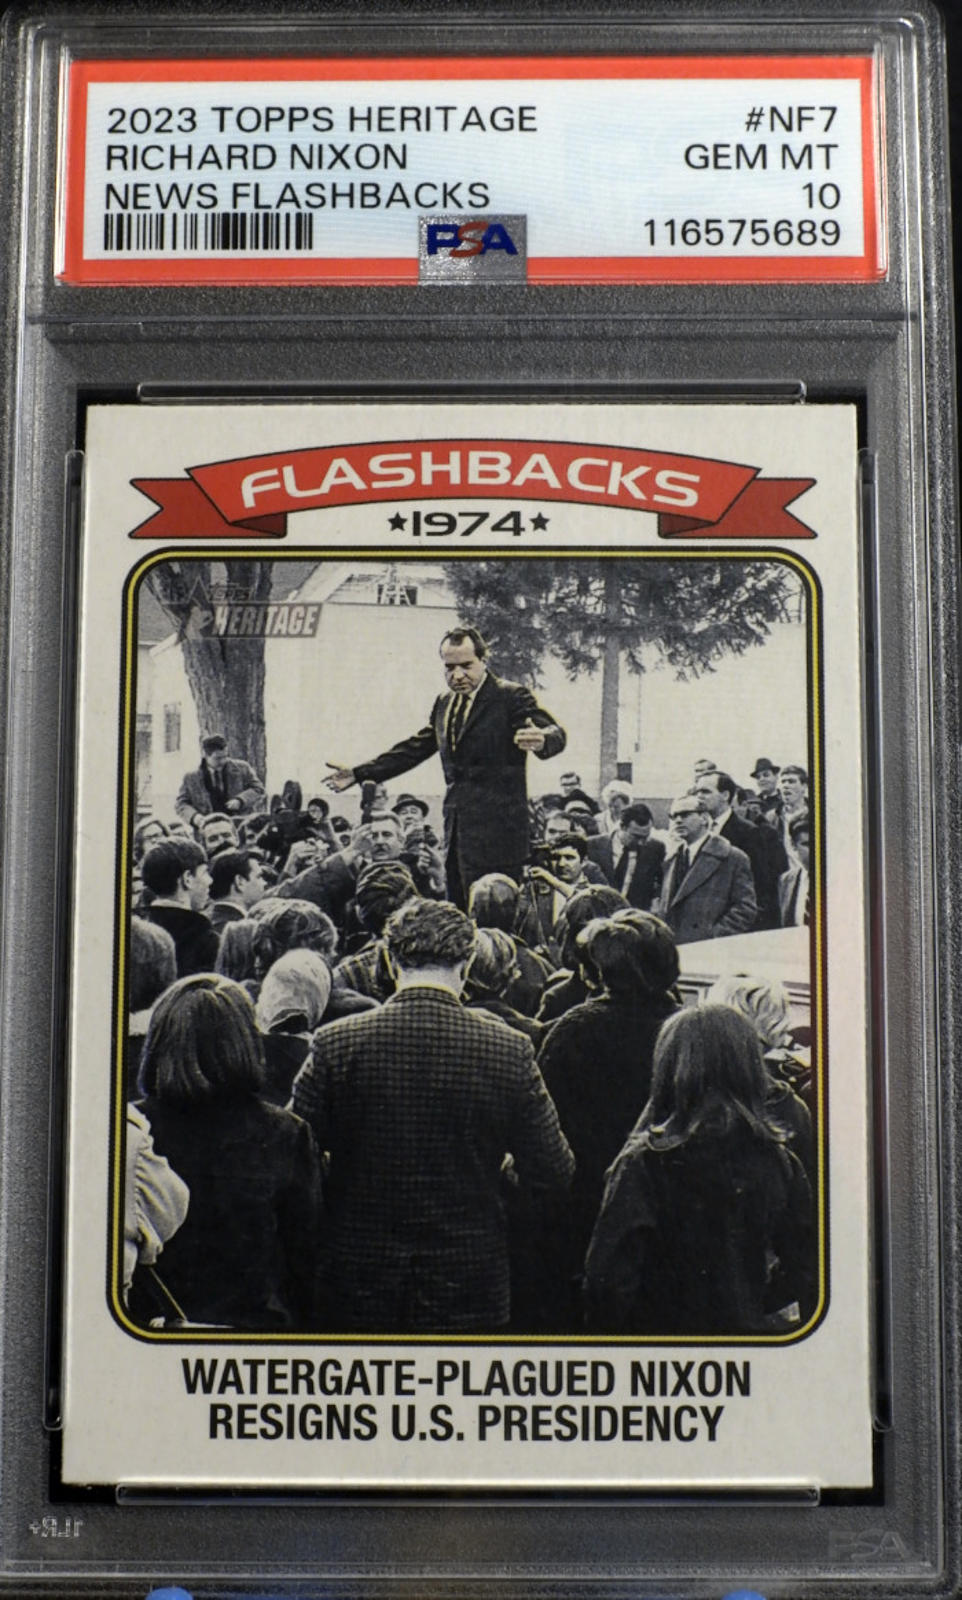 2023 TOPPS HERITAGE #NF7
RICHARD NIXON GEM MT
NEWS FLASHBACKS 10
PSA 116575689
FLASHBACKS
★1974★
TOPPS
HERITAGE
WATERGATE-PLAGUED NIXON
RESIGNS U.S. PRESIDENCY
PSA